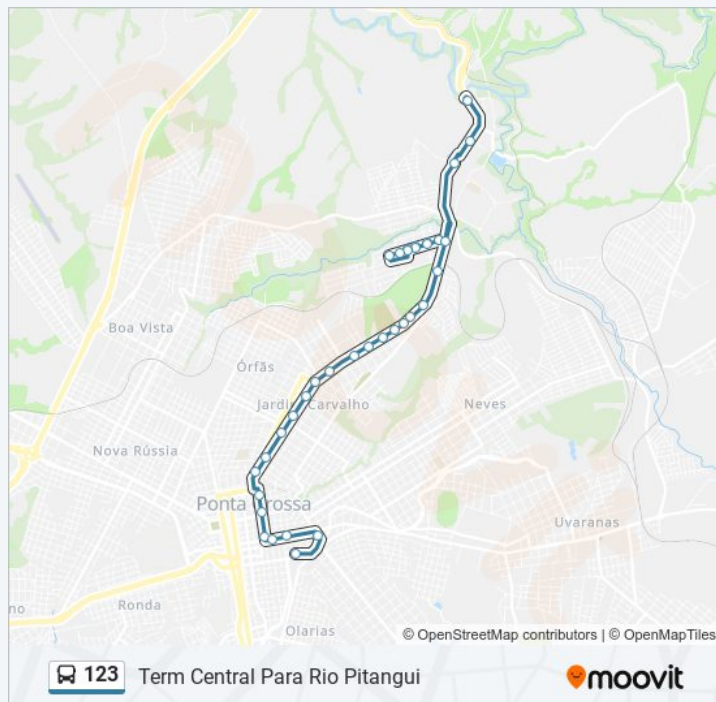 Boa Vista
Órfãs
Jardim Carvalho
Neves
Nova Rússia
Ponta Grossa
Uvaranas
Ronda
Olarias
© OpenStreetMap contributors | © OpenMapTiles
123 Term Central Para Rio Pitangui
moovit